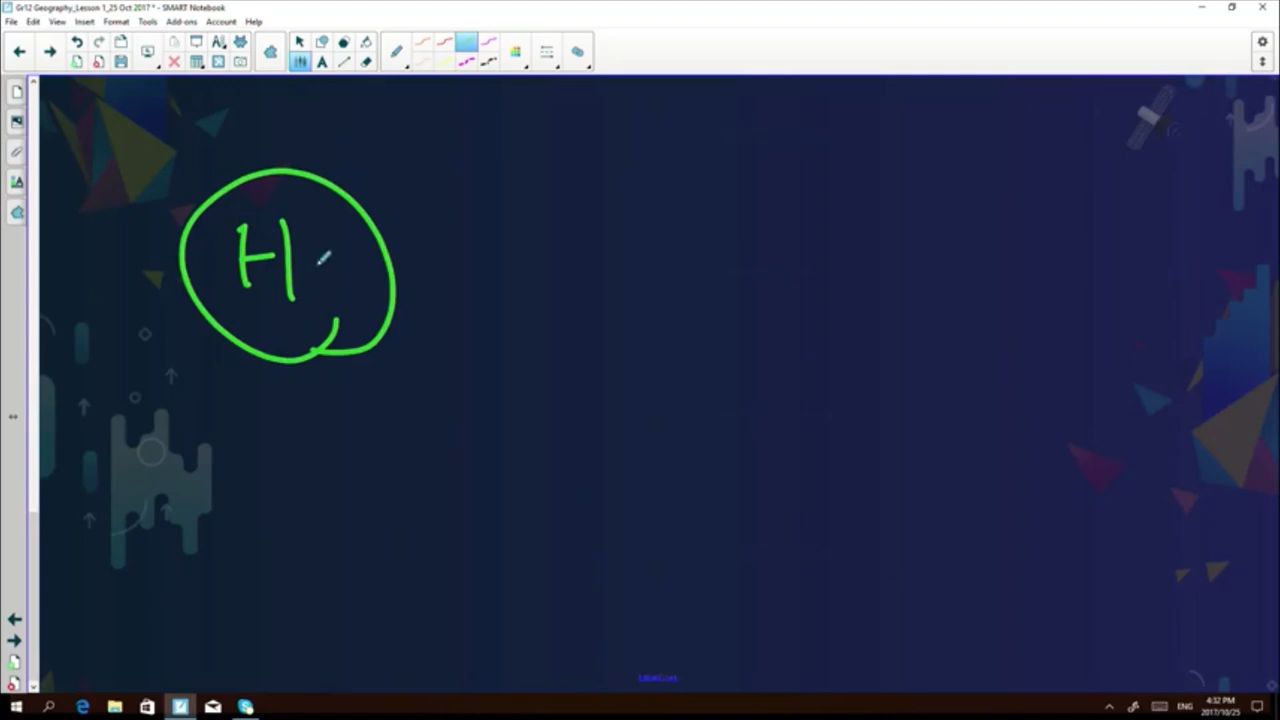 Gr12 Geography_Lesson 1_25 Oct 2017 * - SMART Notebook
File Edit View Insert Format Tools Add-ons Account Help
H
ENG
4:32 PM
2017/10/25